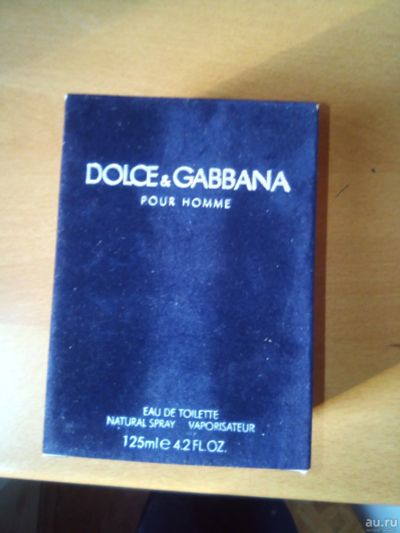 DOLCE & GABBANA
POUR HOMME
EAU DE TOILETTE
NATURAL SPRAY VAPORISATEUR
125ml e 4.2 FL.OZ.
au.ru